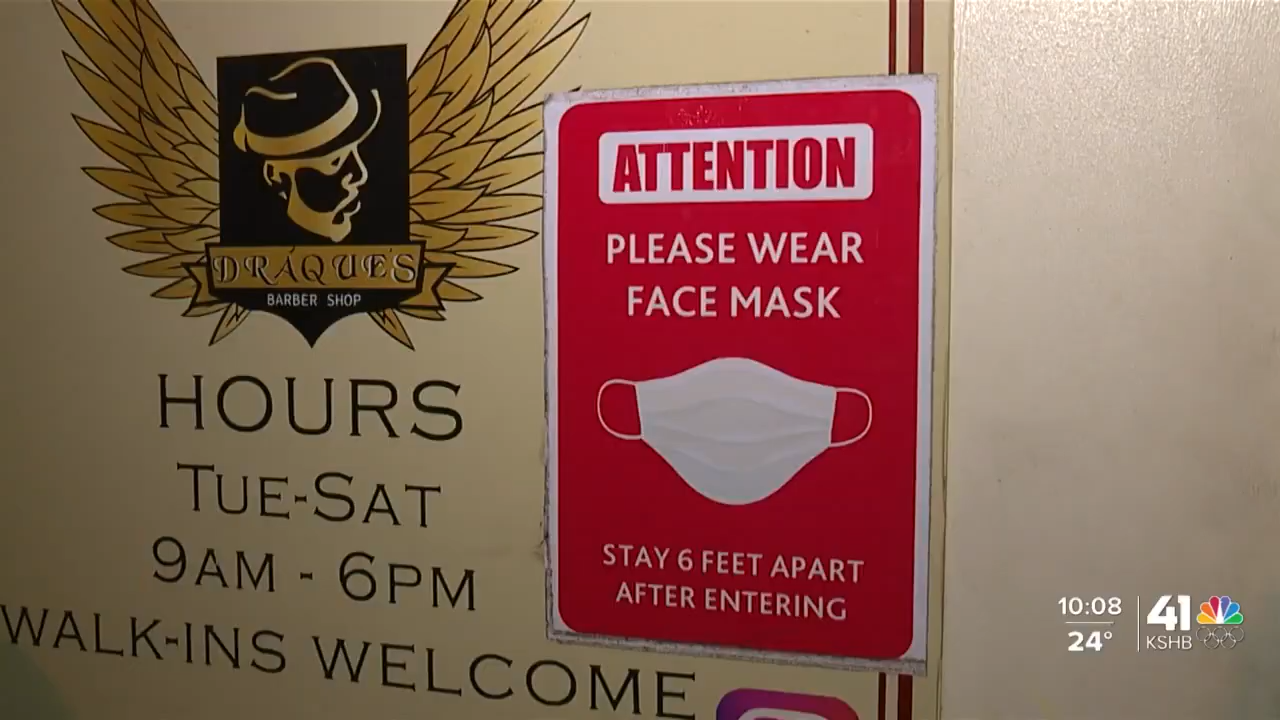 DRÁQUES
BARBER SHOP
HOURS
TUE-SAT
9AM - 6PM
WALK-INS WELCOME
ATTENTION
PLEASE WEAR
FACE MASK
STAY 6 FEET APART
AFTER ENTERING
10:08
24°
41
KSHB